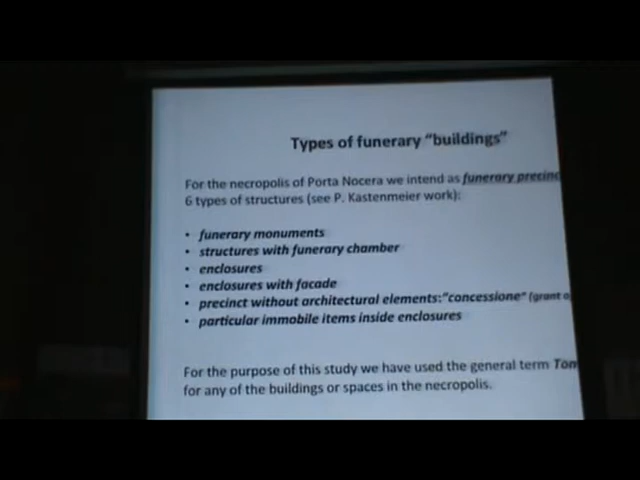 Types of funerary “buildings”
For the necropolis of Porta Nocera we intend as funerary precinc
6 types of structures (see P. Kastenmeier work):
• funerary monuments
• structures with funerary chamber
• enclosures
• enclosures with facade
• precinct without architectural elements:“concessione” (grant o
• particular immobile items inside enclosures
For the purpose of this study we have used the general term Tom
for any of the buildings or spaces in the necropolis.